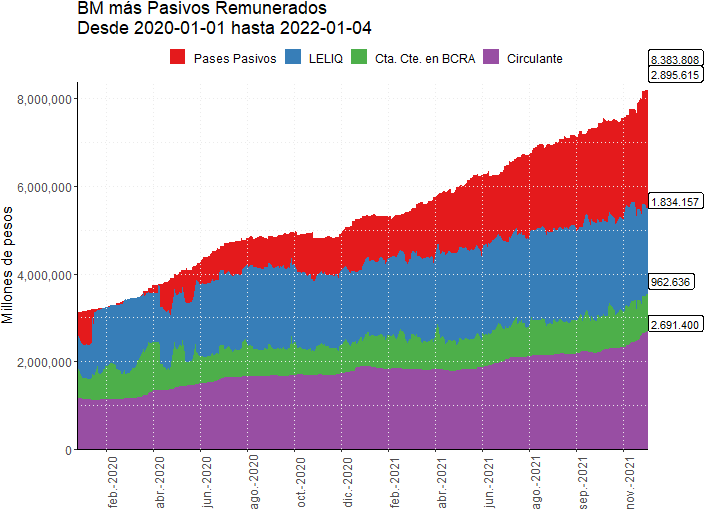 BM más Pasivos Remunerados
Desde 2020-01-01 hasta 2022-01-04
Pases Pasivos
LELIQ
Cta. Cte. en BCRA
Circulante
8.383.808
2.895.615
1.834.157
962.636
2.691.400
Millones de pesos
8,000,000
6,000,000
4,000,000
2,000,000
0
feb.-2020
abr.-2020
jun.-2020
ago.-2020
oct.-2020
dic.-2020
feb.-2021
abr.-2021
jun.-2021
ago.-2021
sep.-2021
nov.-2021